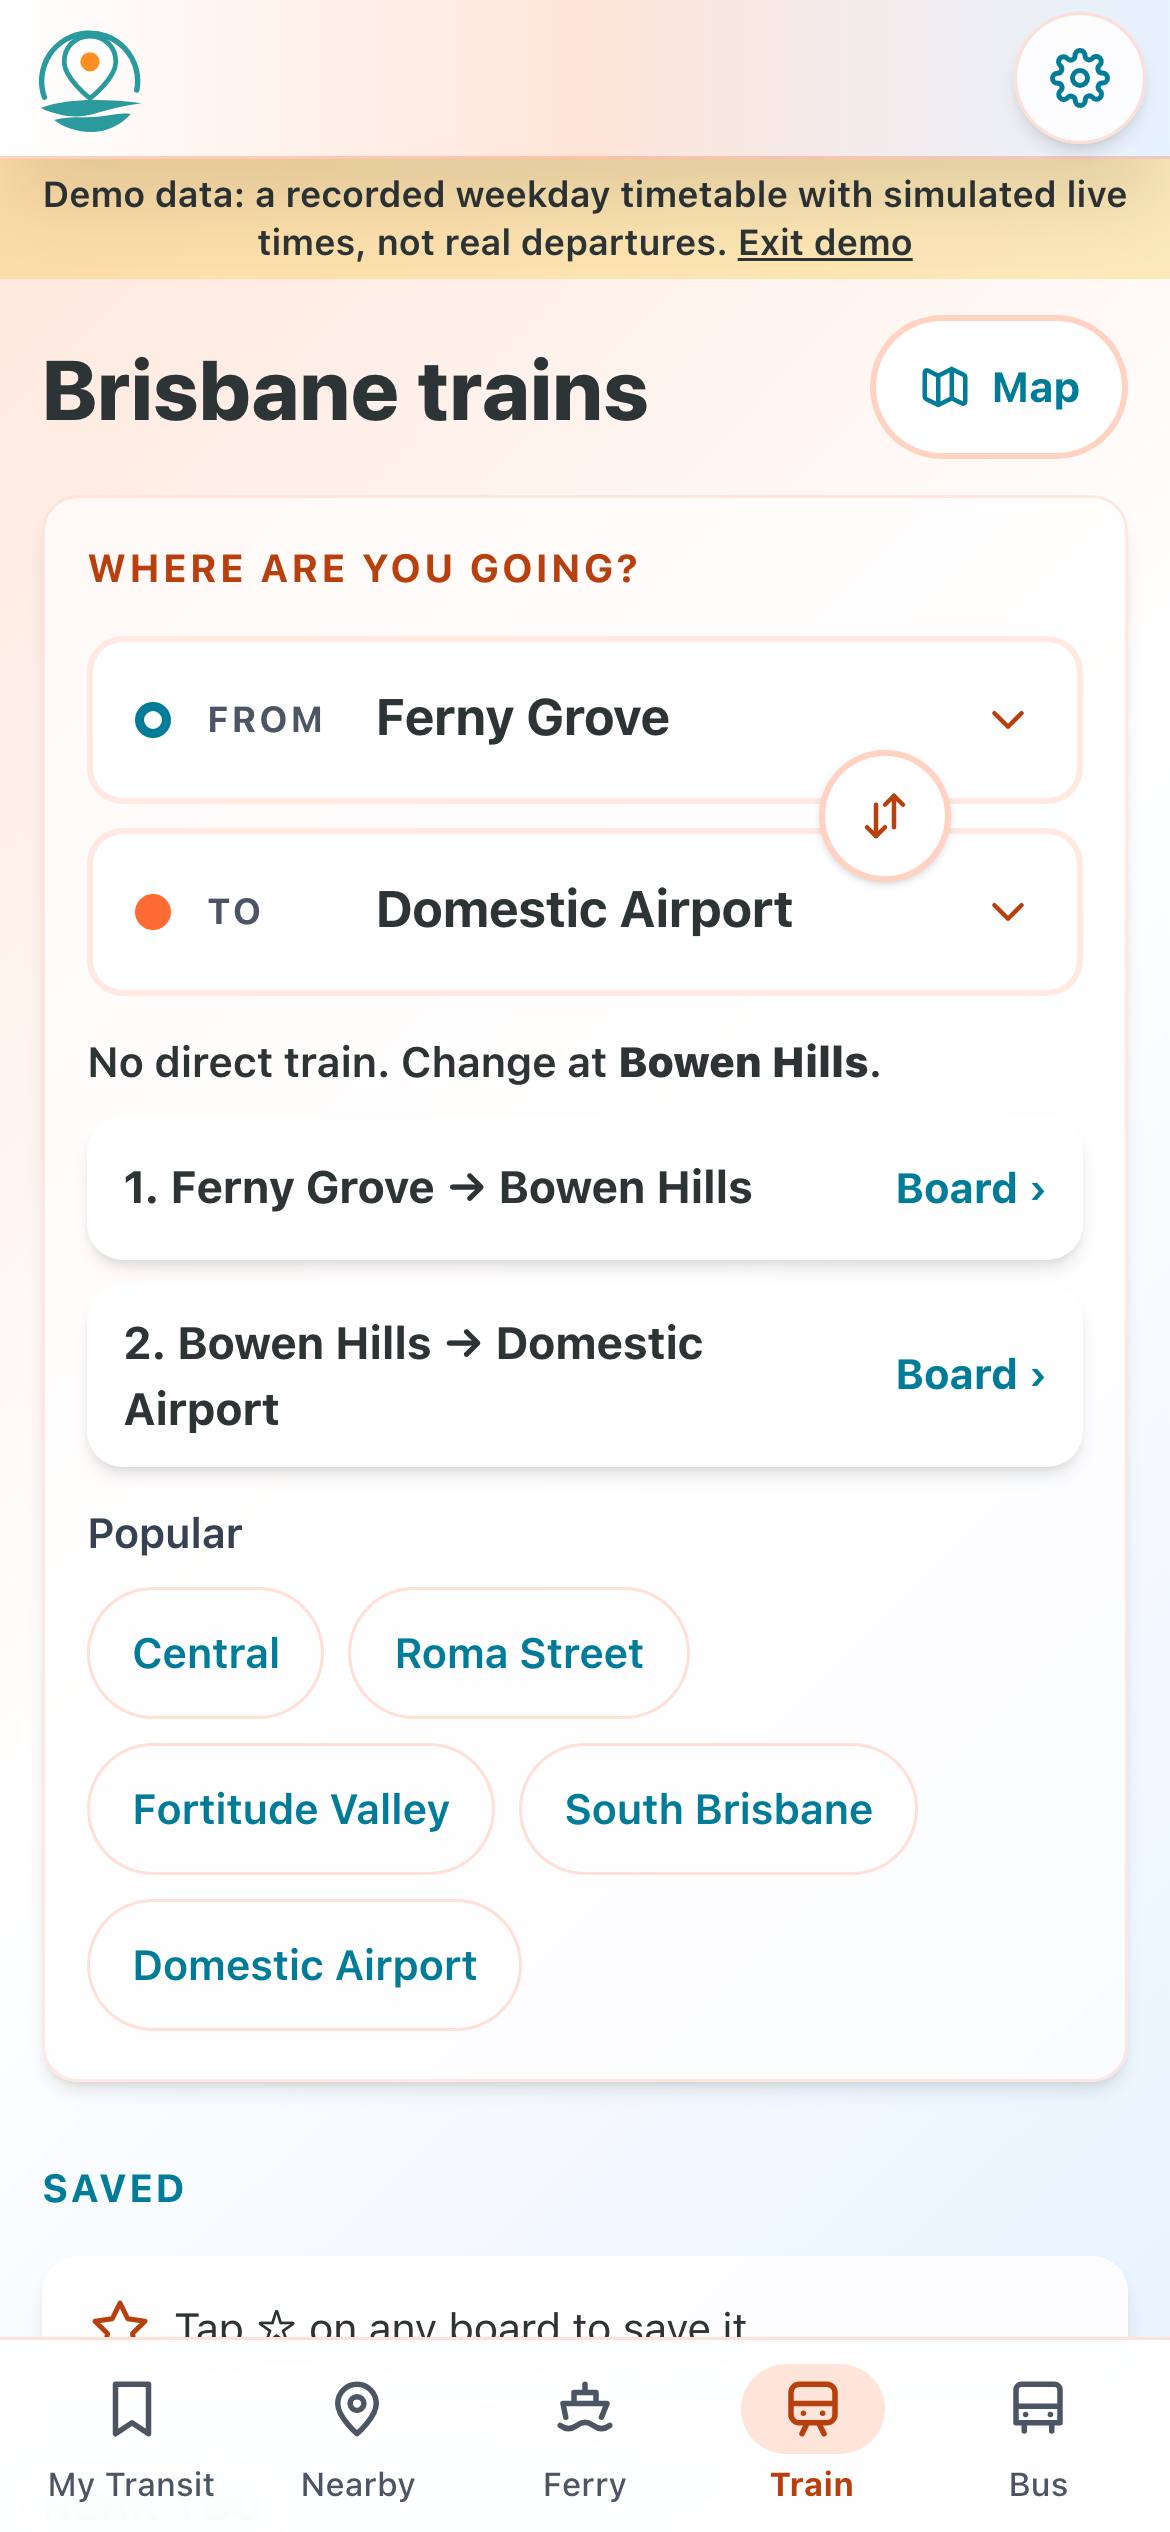 Demo data: a recorded weekday timetable with simulated live
times, not real departures. Exit demo
Brisbane trains
Map
WHERE ARE YOU GOING?
FROM Ferny Grove
TO Domestic Airport
No direct train. Change at Bowen Hills.
1. Ferny Grove → Bowen Hills
Board ›
2. Bowen Hills → Domestic
Airport
Board ›
Popular
Central
Roma Street
Fortitude Valley
South Brisbane
Domestic Airport
SAVED
Tap ☆ on any board to save it
My Transit
Nearby
Ferry
Train
Bus